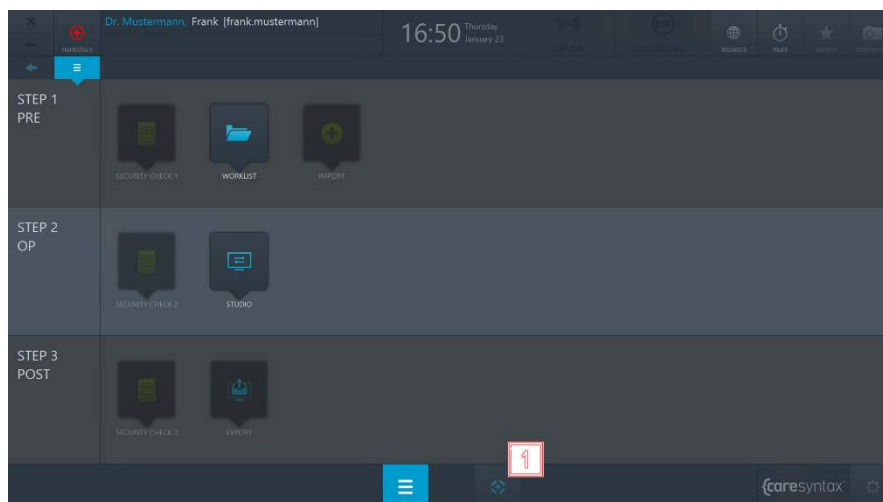 EMERGENCY
Dr. Mustermann, Frank [frank.mustermann]
16:50 Thursday
January 23
BROWSER
TIMER
STEP 1
PRE
SECURITY CHECK 1
WORKLIST
IMPORT
STEP 2
OP
SECURITY CHECK 2
STUDIO
STEP 3
POST
SECURITY CHECK 3
EXPORT
1
{caresyntax